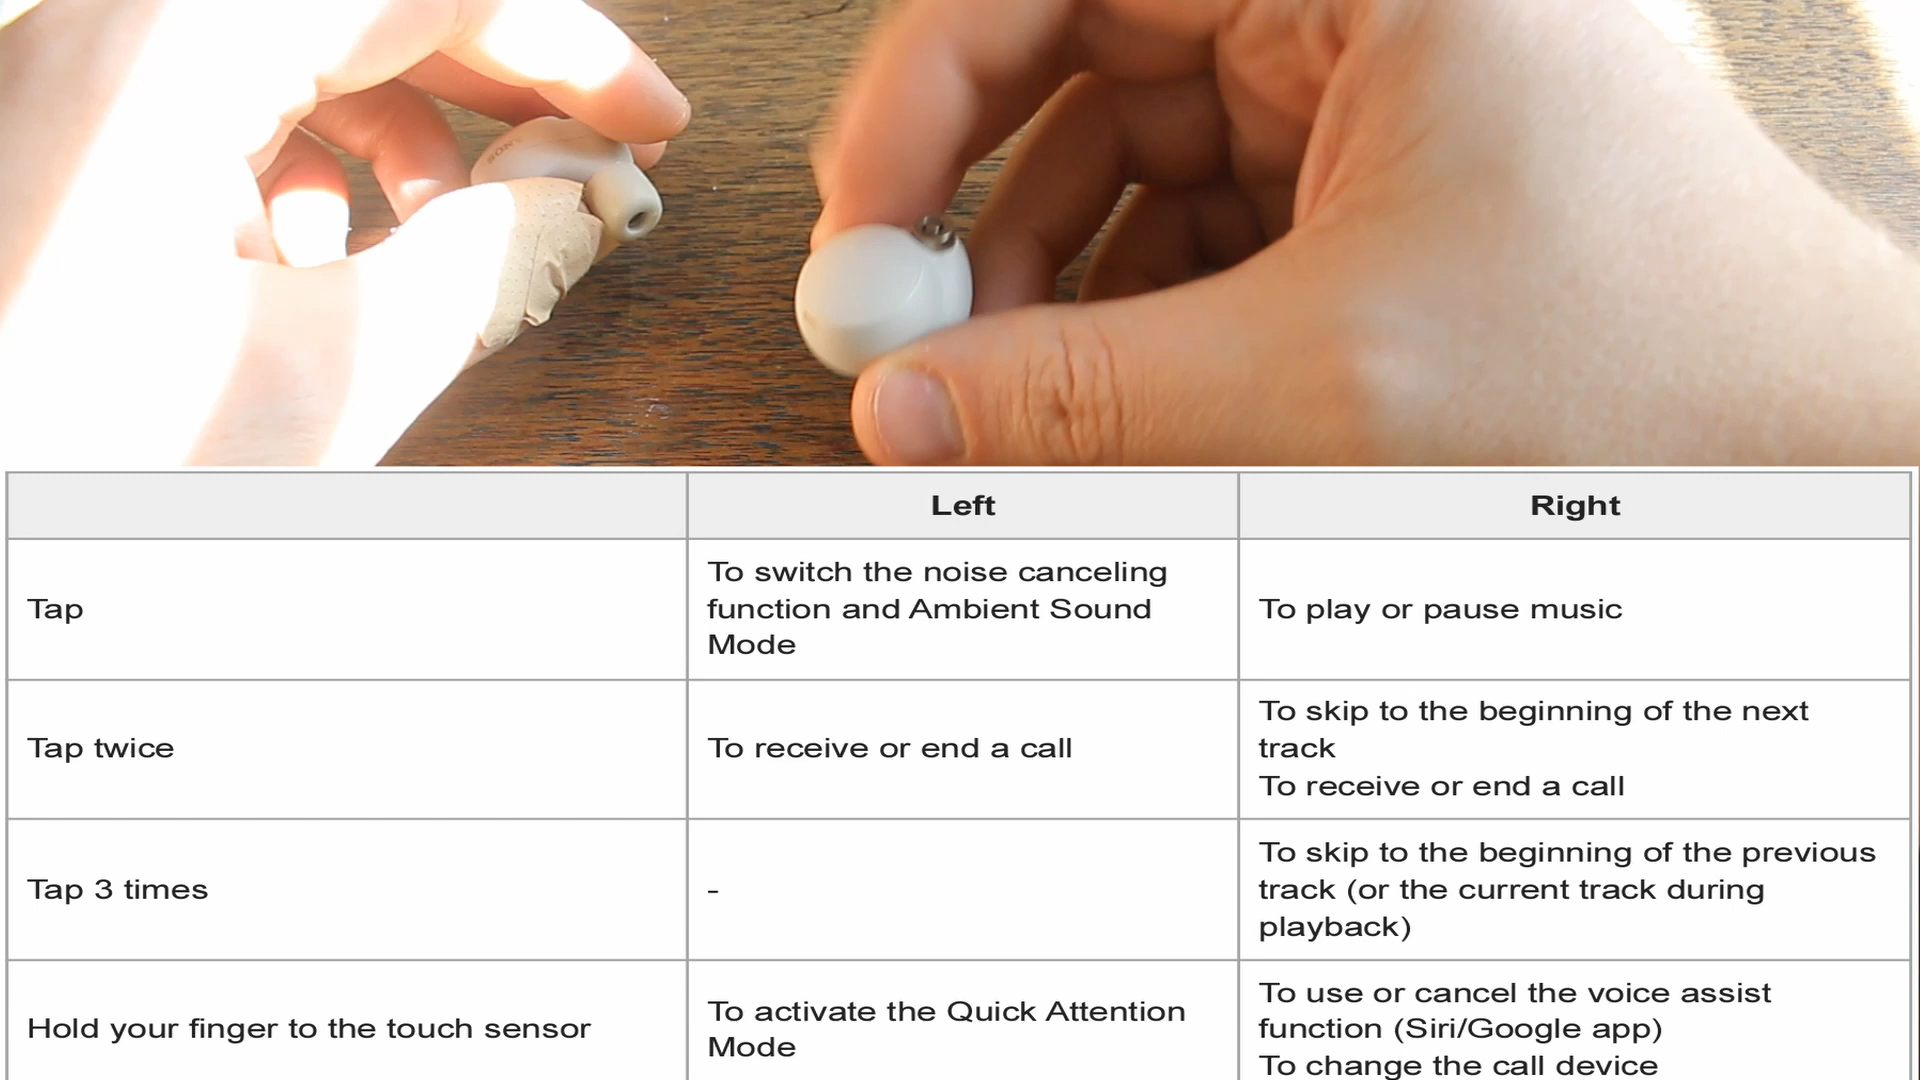 SONY
Left
Right
Tap
To switch the noise canceling
function and Ambient Sound
Mode
To play or pause music
Tap twice
To receive or end a call
To skip to the beginning of the next
track
To receive or end a call
Tap 3 times
-
To skip to the beginning of the previous
track (or the current track during
playback)
Hold your finger to the touch sensor
To activate the Quick Attention
Mode
To use or cancel the voice assist
function (Siri/Google app)
To change the call device